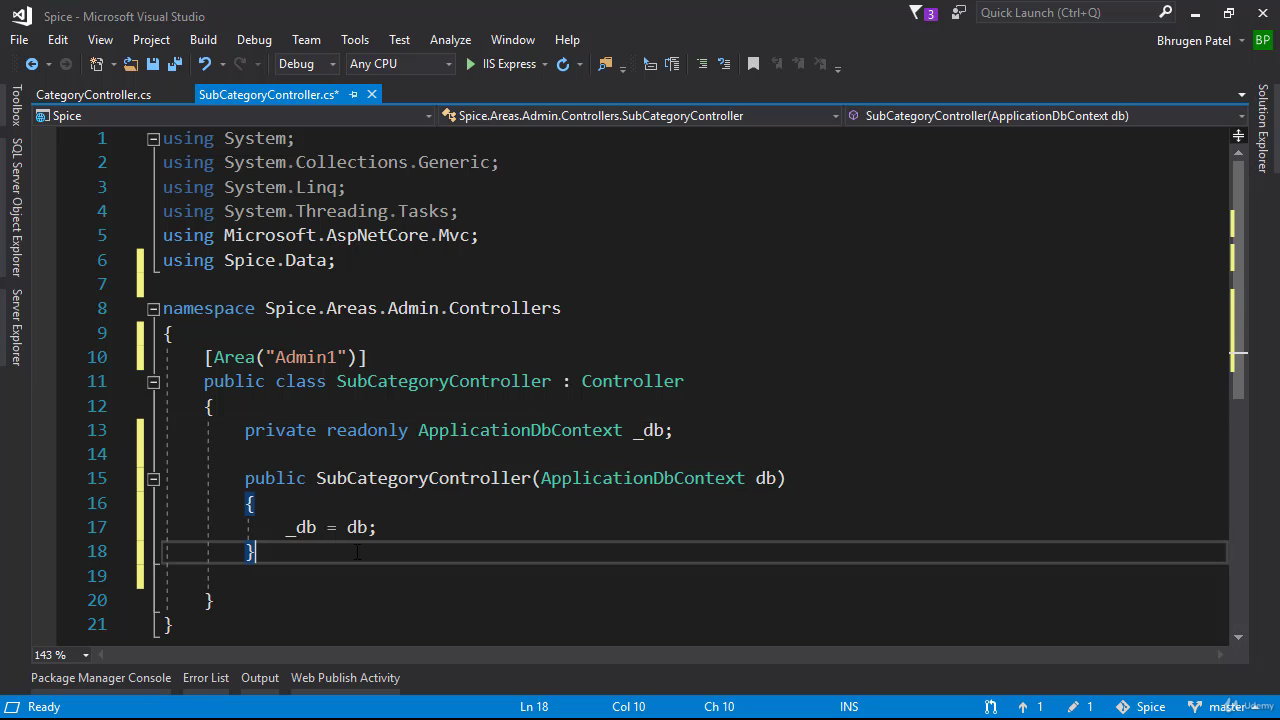 Spice - Microsoft Visual Studio
3
Quick Launch (Ctrl+Q)
File Edit View Project Build Debug Team Tools Test Analyze Window Help
Bhrugen Patel
BP
Debug Any CPU IIS Express
CategoryController.cs SubCategoryController.cs*
Spice Spice.Areas.Admin.Controllers.SubCategoryController SubCategoryController(ApplicationDbContext db)
Toolbox
SQL Server Object Explorer
Server Explorer
Solution Explorer
1 using System;
2 using System.Collections.Generic;
3 using System.Linq;
4 using System.Threading.Tasks;
5 using Microsoft.AspNetCore.Mvc;
6 using Spice.Data;
7
8 namespace Spice.Areas.Admin.Controllers
9 {
10 [Area("Admin1")]
11 public class SubCategoryController : Controller
12 {
13 private readonly ApplicationDbContext _db;
14
15 public SubCategoryController(ApplicationDbContext db)
16 {
17 _db = db;
18 }
19
20 }
21 }
143 %
Package Manager Console Error List Output Web Publish Activity
Ready Ln 18 Col 10 Ch 10 INS 1 1 Spice master
Udemy